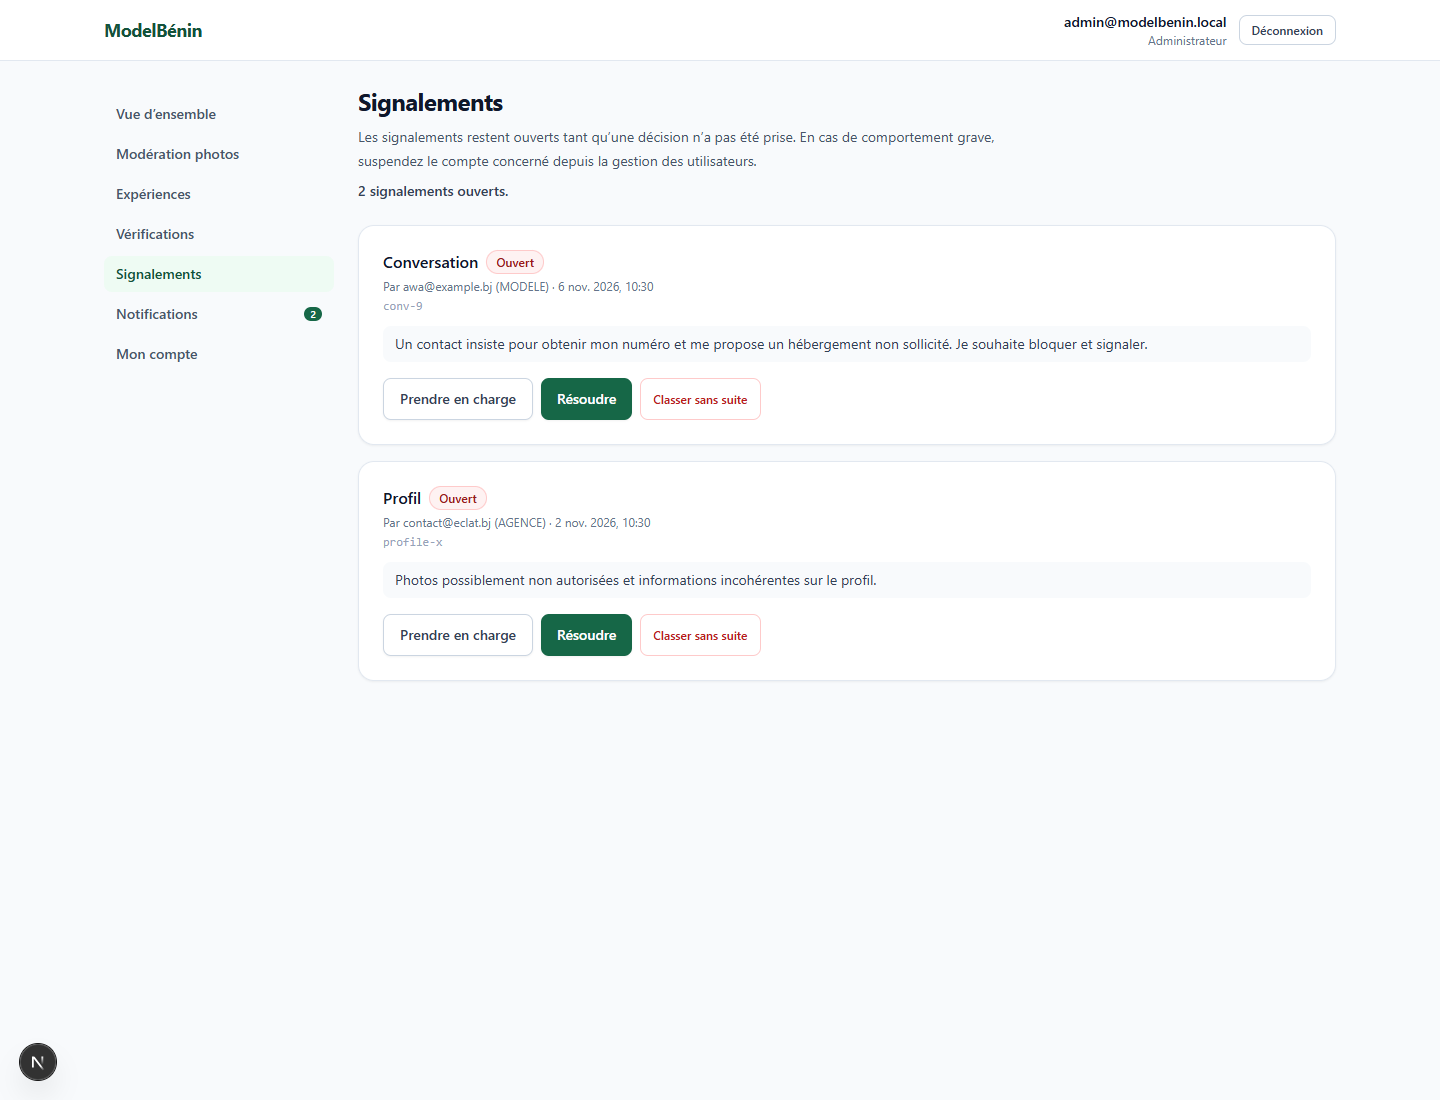 ModelBénin
admin@modelbenin.local
Administrateur
Déconnexion
Vue d’ensemble
Modération photos
Expériences
Vérifications
Signalements
Notifications 2
Mon compte
Signalements
Les signalements restent ouverts tant qu’une décision n’a pas été prise. En cas de comportement grave,
suspendez le compte concerné depuis la gestion des utilisateurs.
2 signalements ouverts.
Conversation Ouvert
Par awa@example.bj (MODELE) · 6 nov. 2026, 10:30
conv-9
Un contact insiste pour obtenir mon numéro et me propose un hébergement non sollicité. Je souhaite bloquer et signaler.
Prendre en charge Résoudre Classer sans suite
Profil Ouvert
Par contact@eclat.bj (AGENCE) · 2 nov. 2026, 10:30
profile-x
Photos possiblement non autorisées et informations incohérentes sur le profil.
Prendre en charge Résoudre Classer sans suite
N